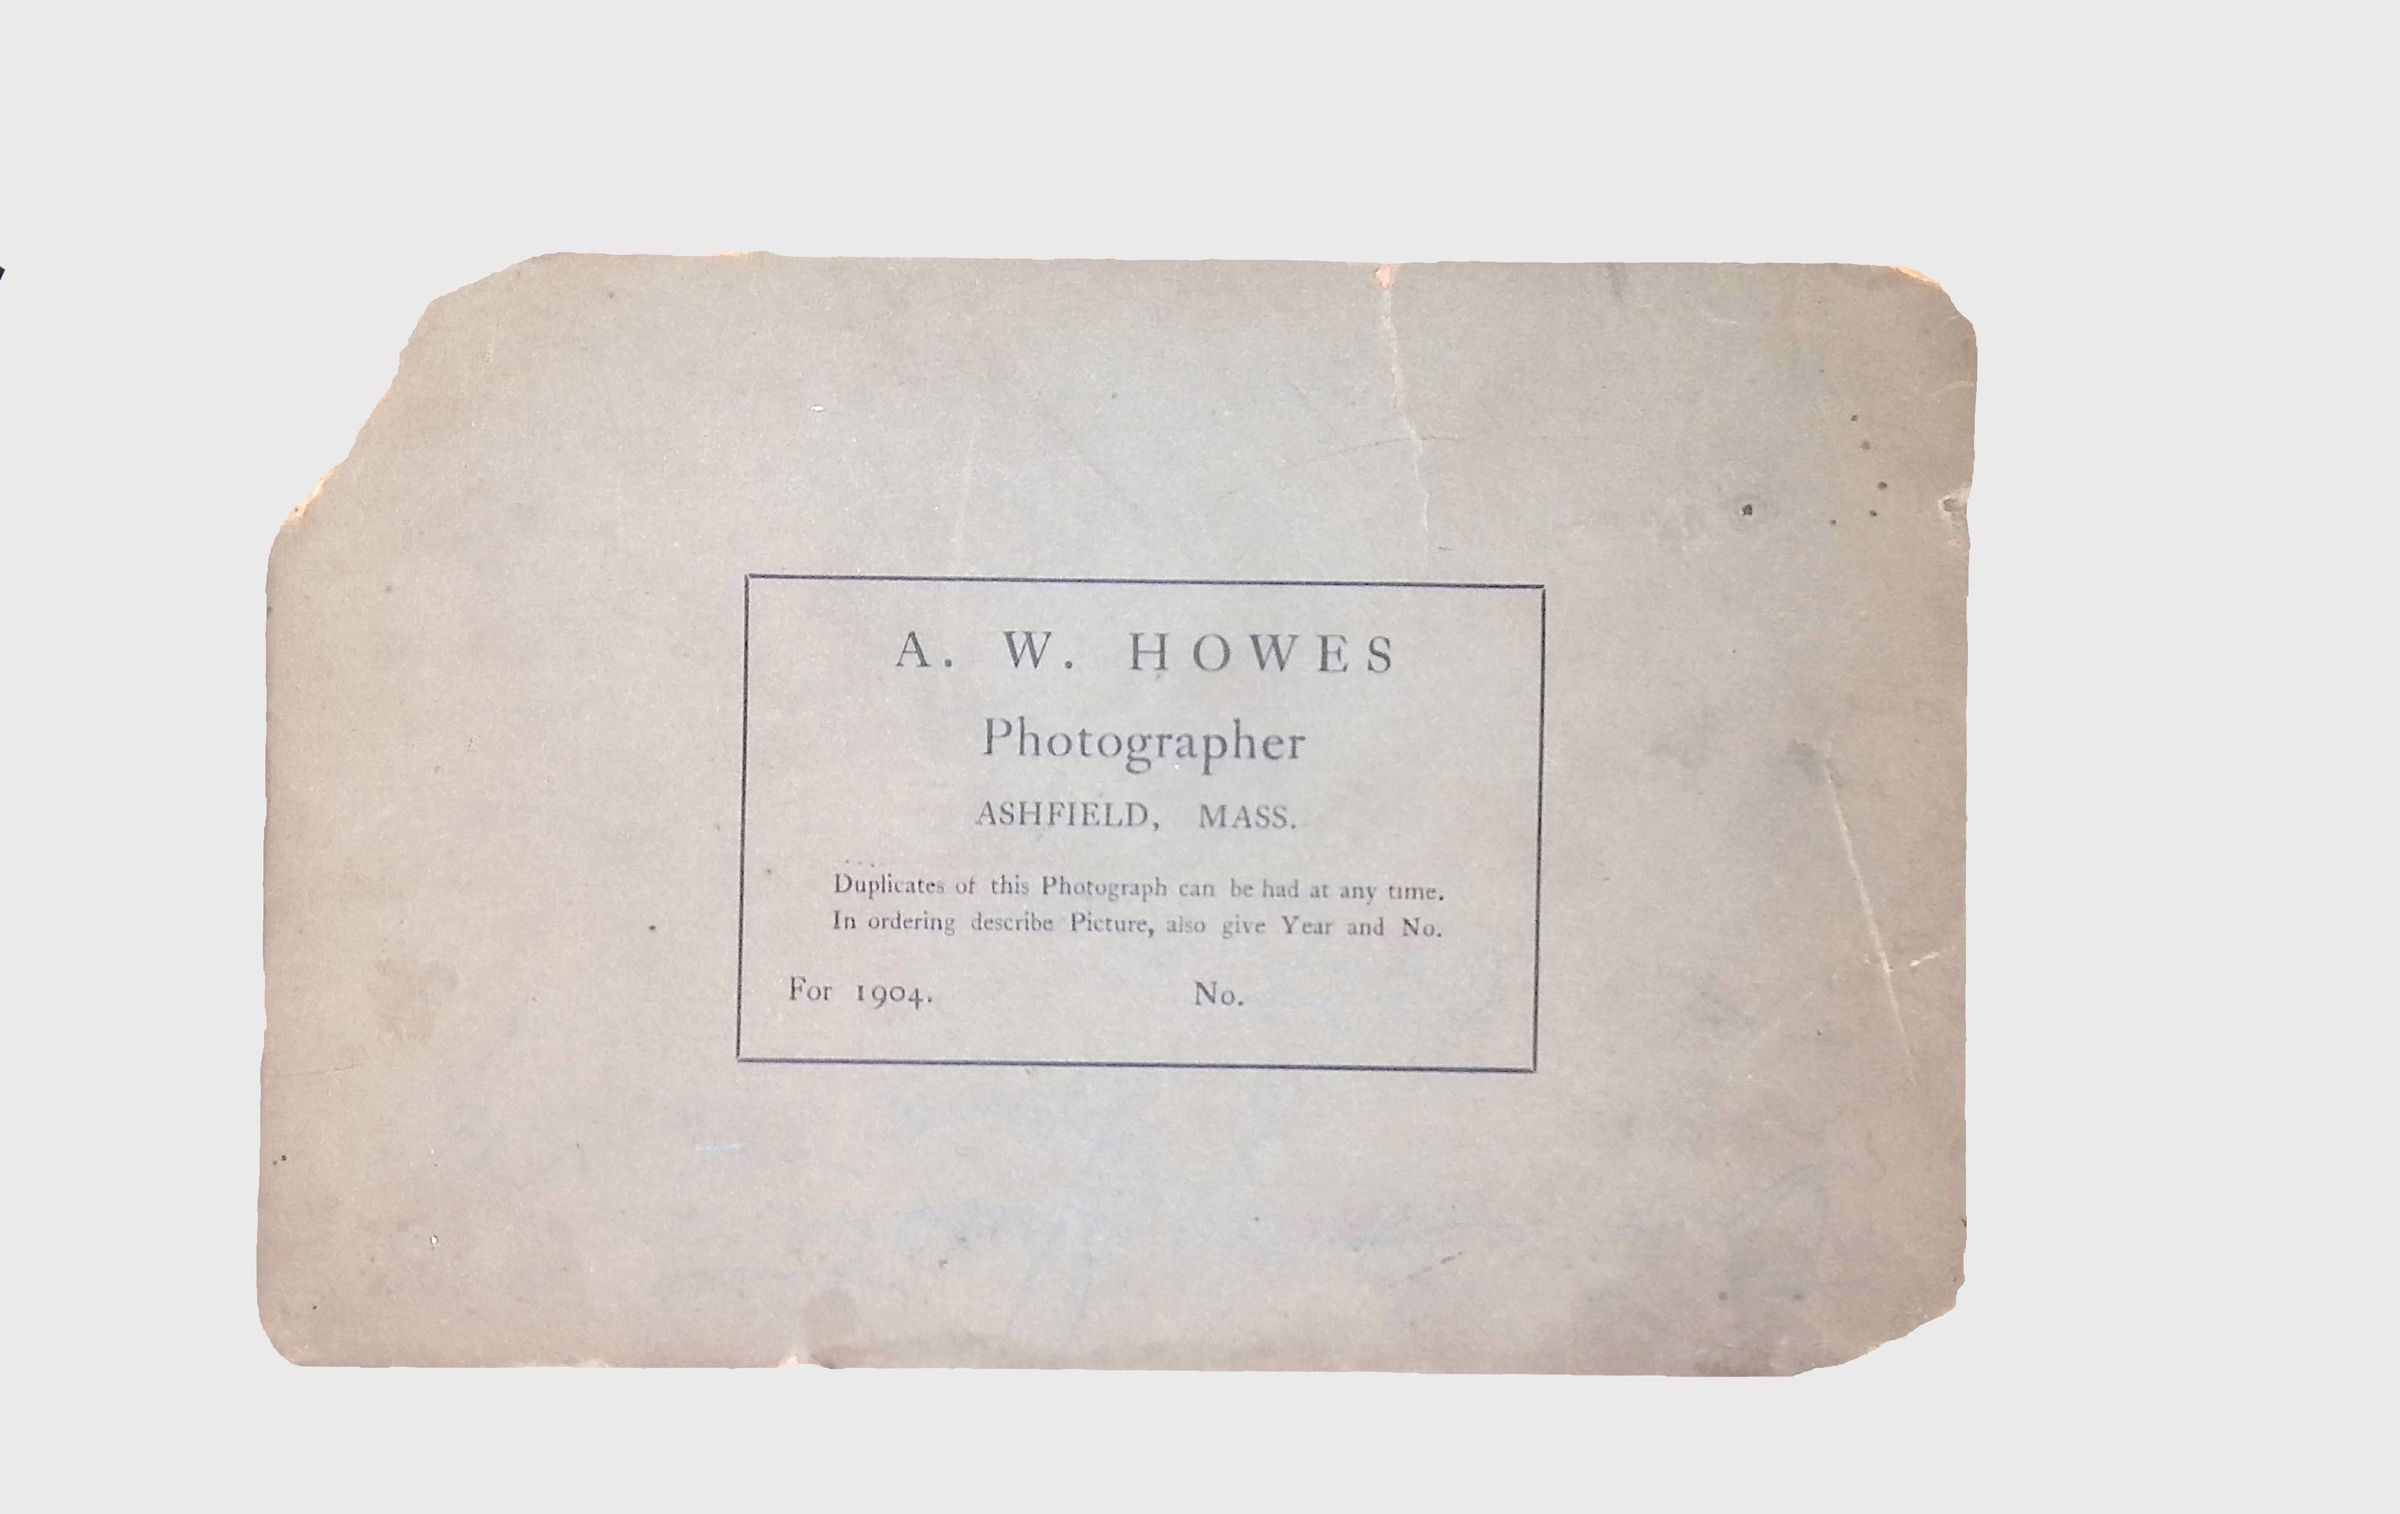 A. W. HOWES
Photographer
ASHFIELD, MASS.
Duplicates of this Photograph can be had at any time.
In ordering describe Picture, also give Year and No.
For 1904. No.